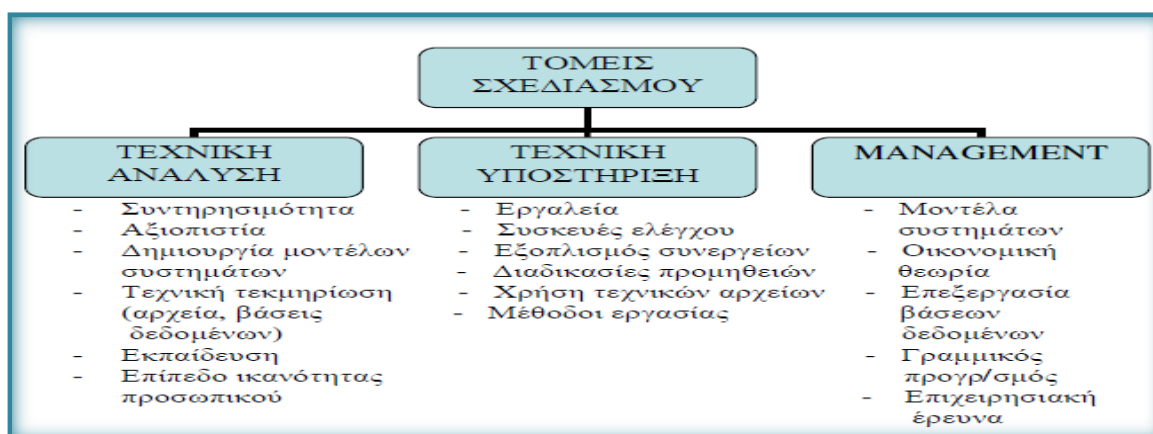 ΤΟΜΕΙΣ
ΣΧΕΔΙΑΣΜΟΥ
ΤΕΧΝΙΚΗ
ΑΝΑΛΥΣΗ
- Συντηρησιμότητα
- Αξιοπιστία
- Δημιουργία μοντέλων
συστημάτων
- Τεχνική τεκμηρίωση
(αρχεία, βάσεις
δεδομένων)
- Εκπαίδευση
- Επίπεδο ικανότητας
προσωπικού
ΤΕΧΝΙΚΗ
ΥΠΟΣΤΗΡΙΞΗ
- Εργαλεία
- Συσκευές ελέγχου
- Εξοπλισμός συνεργείων
- Διαδικασίες προμηθειών
- Χρήση τεχνικών αρχείων
- Μέθοδοι εργασίας
MANAGEMENT
- Μοντέλα
συστημάτων
- Οικονομική
θεωρία
- Επεξεργασία
βάσεων
δεδομένων
- Γραμμικός
προγρ/σμός
- Επιχειρησιακή
έρευνα